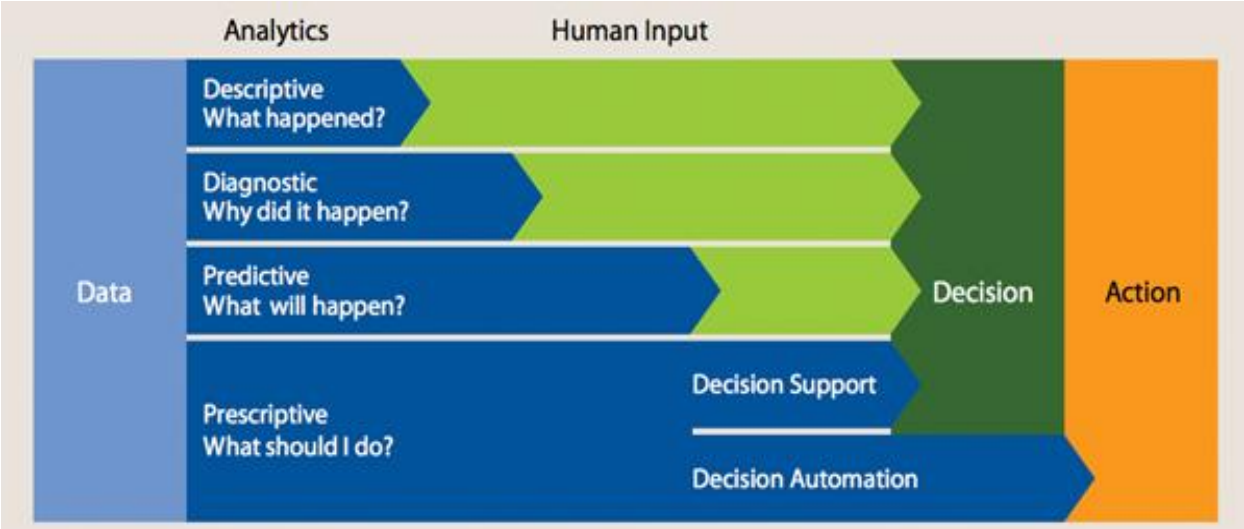 Analytics
Human Input
Descriptive
What happened?
Diagnostic
Why did it happen?
Predictive
What will happen?
Data
Decision
Action
Decision Support
Prescriptive
What should I do?
Decision Automation